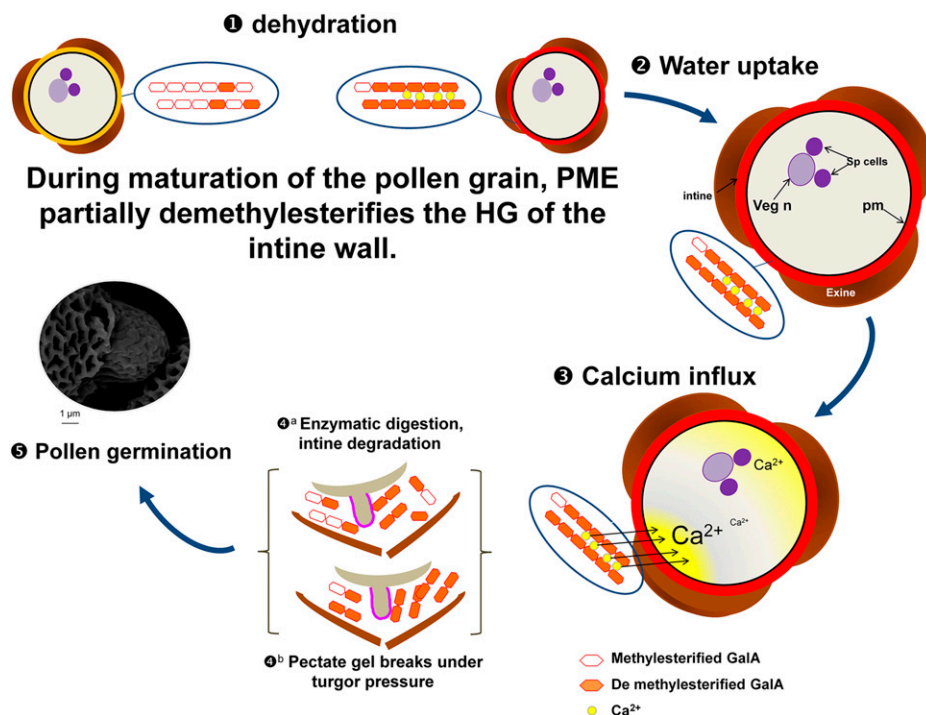 ❶ dehydration
❷ Water uptake
During maturation of the pollen grain, PME
partially demethylesterifies the HG of the
intine wall.
Sp cells
intine
Veg n
pm
Exine
❸ Calcium influx
1 µm
❹ᵃ Enzymatic digestion,
intine degradation
❺ Pollen germination
Ca²⁺
Ca²⁺
Ca²⁺
❹ᵇ Pectate gel breaks under
turgor pressure
Methylesterified GalA
De methylesterified GalA
Ca²⁺